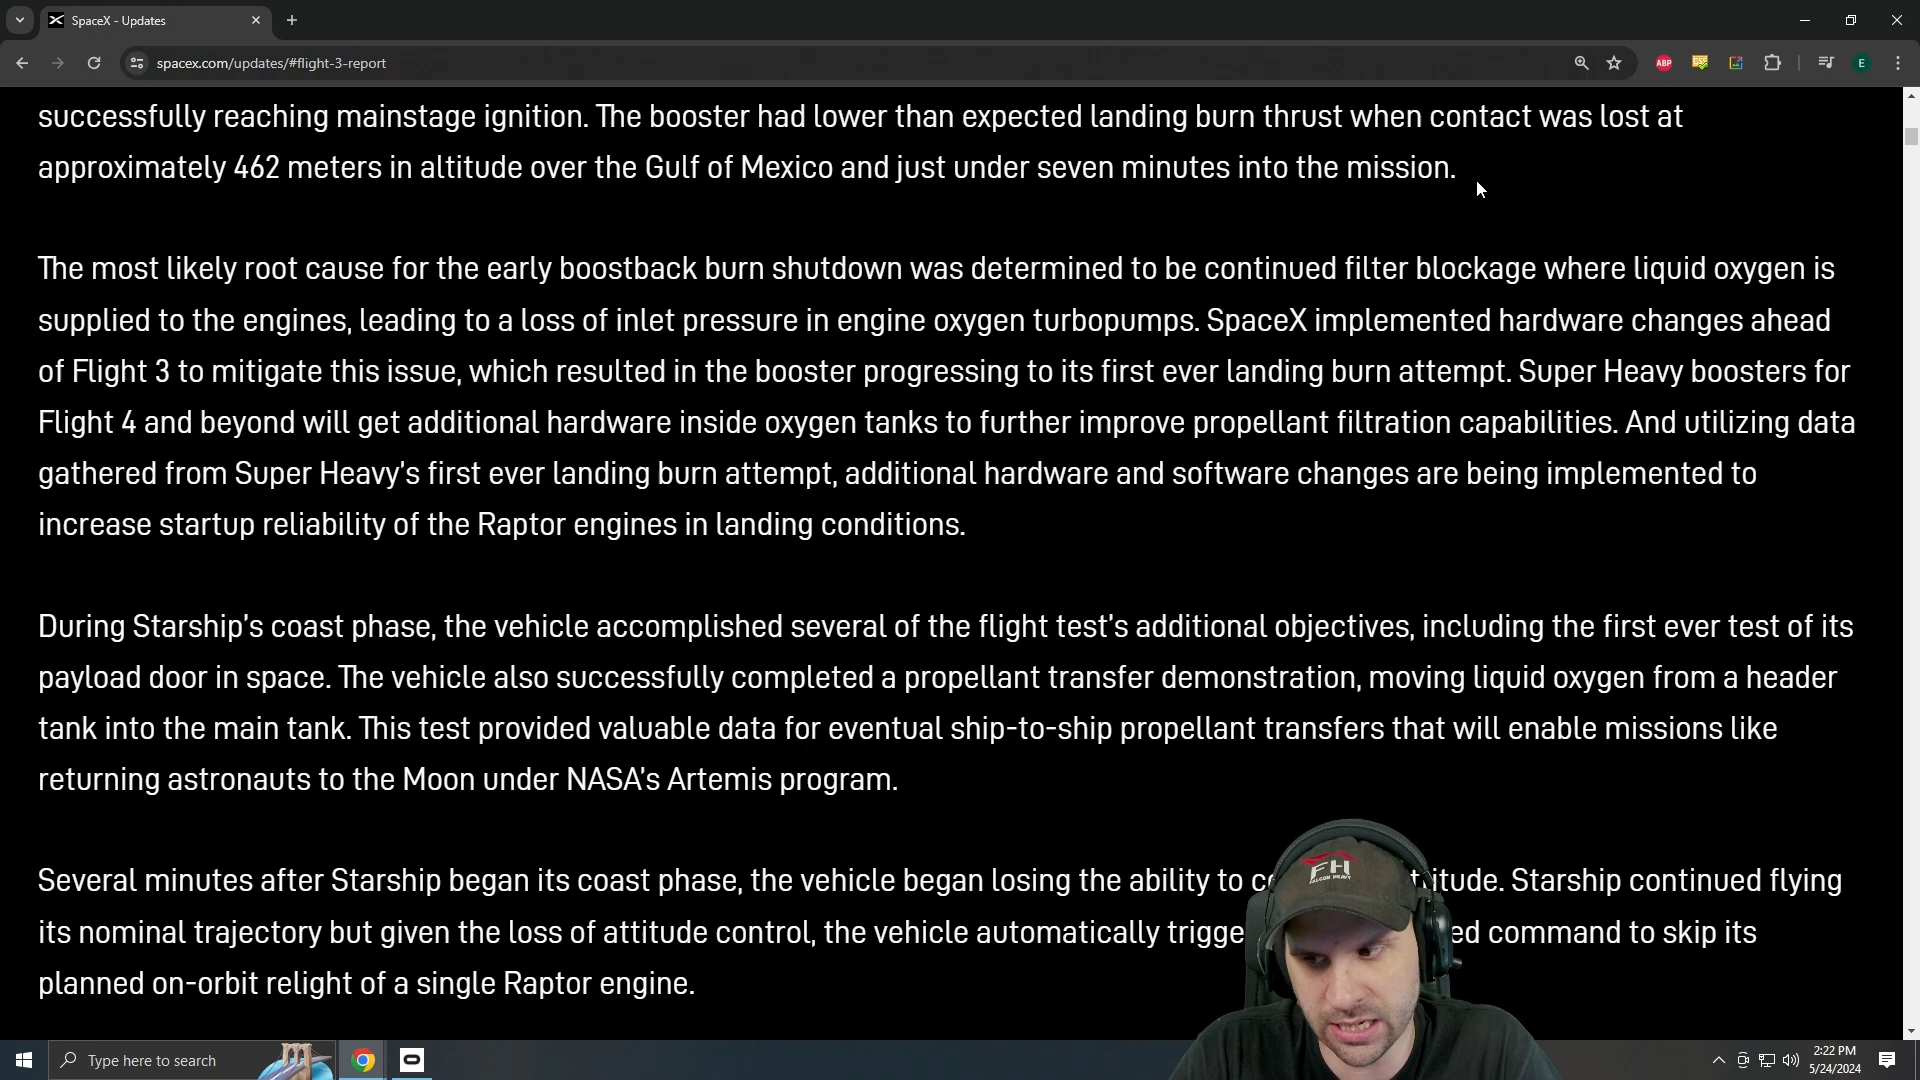 SpaceX - Updates
spacex.com/updates/#flight-3-report
ABP
E
successfully reaching mainstage ignition. The booster had lower than expected landing burn thrust when contact was lost at
approximately 462 meters in altitude over the Gulf of Mexico and just under seven minutes into the mission.
The most likely root cause for the early boostback burn shutdown was determined to be continued filter blockage where liquid oxygen is
supplied to the engines, leading to a loss of inlet pressure in engine oxygen turbopumps. SpaceX implemented hardware changes ahead
of Flight 3 to mitigate this issue, which resulted in the booster progressing to its first ever landing burn attempt. Super Heavy boosters for
Flight 4 and beyond will get additional hardware inside oxygen tanks to further improve propellant filtration capabilities. And utilizing data
gathered from Super Heavy's first ever landing burn attempt, additional hardware and software changes are being implemented to
increase startup reliability of the Raptor engines in landing conditions.
During Starship's coast phase, the vehicle accomplished several of the flight test's additional objectives, including the first ever test of its
payload door in space. The vehicle also successfully completed a propellant transfer demonstration, moving liquid oxygen from a header
tank into the main tank. This test provided valuable data for eventual ship-to-ship propellant transfers that will enable missions like
returning astronauts to the Moon under NASA's Artemis program.
Several minutes after Starship began its coast phase, the vehicle began losing the ability to Starship continued flying
its nominal trajectory but given the loss of attitude control, the vehicle automatically command to skip its
planned on-orbit relight of a single Raptor engine.
FH
FALCON HEAVY
Type here to search
2:22 PM
5/24/2024